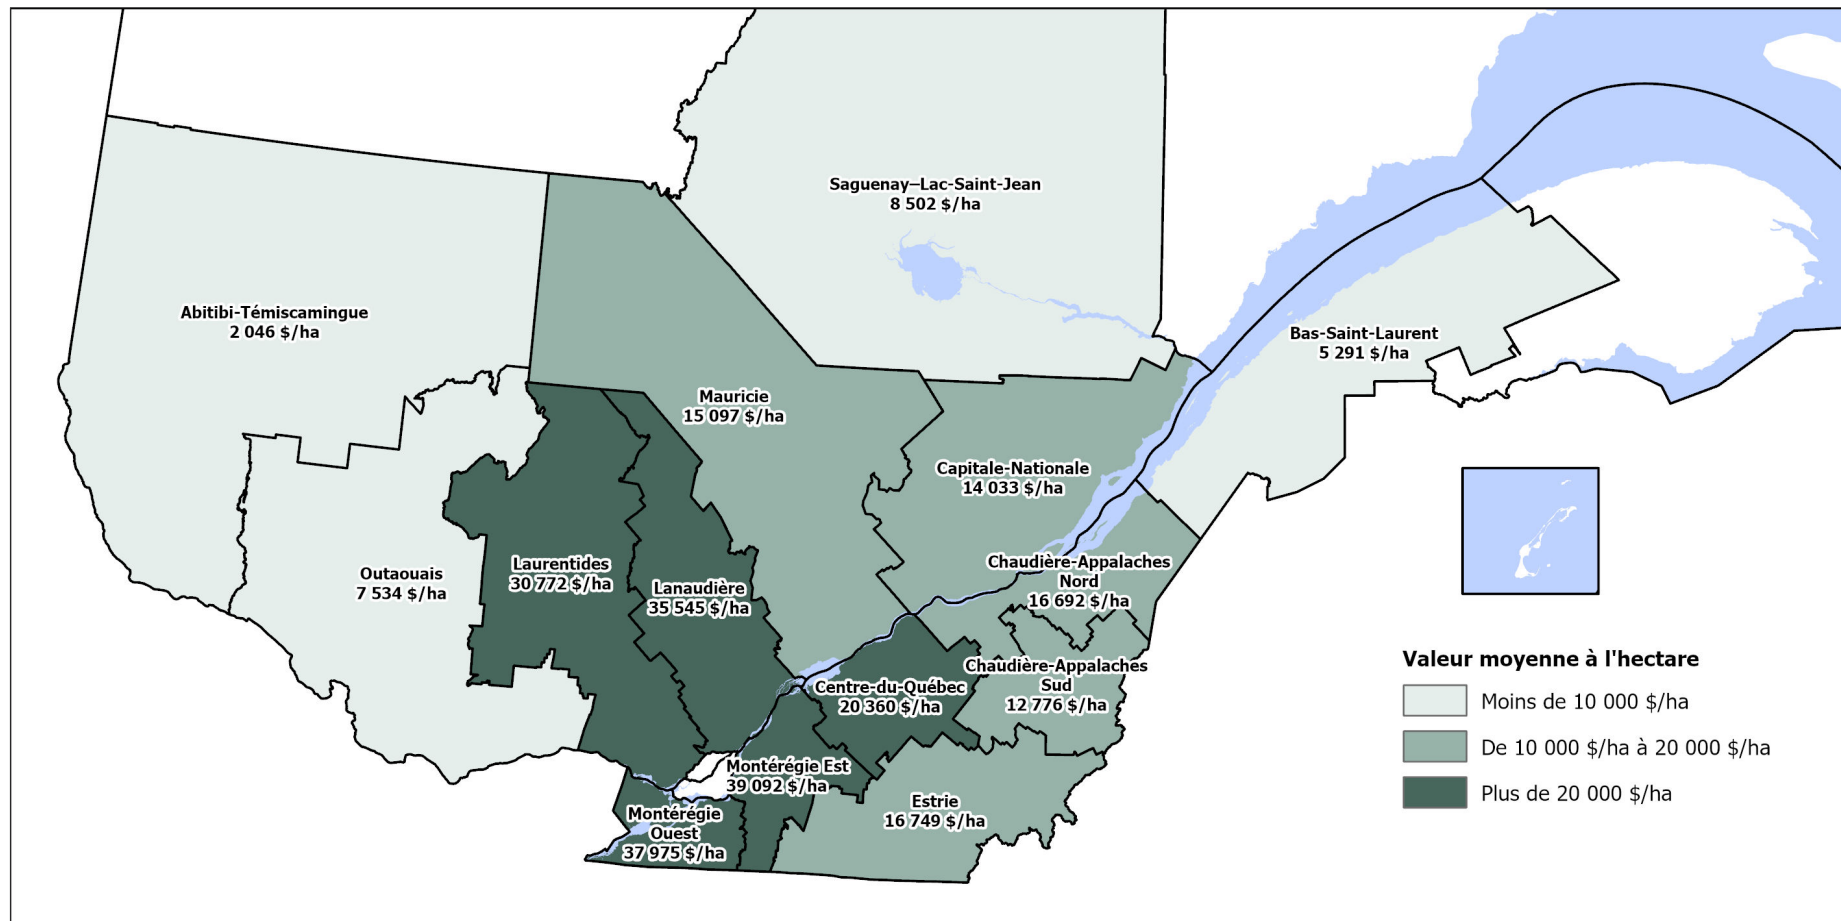 Saguenay–Lac-Saint-Jean
8 502 $/ha
Abitibi-Témiscamingue
2 046 $/ha
Bas-Saint-Laurent
5 291 $/ha
Mauricie
15 097 $/ha
Capitale-Nationale
14 033 $/ha
Outaouais
7 534 $/ha
Laurentides
30 772 $/ha
Lanaudière
35 545 $/ha
Chaudière-Appalaches
Nord
16 692 $/ha
Chaudière-Appalaches
Sud
12 776 $/ha
Centre-du-Québec
20 360 $/ha
Montérégie Est
39 092 $/ha
Estrie
16 749 $/ha
Montérégie
Ouest
37 975 $/ha
Valeur moyenne à l'hectare
Moins de 10 000 $/ha
De 10 000 $/ha à 20 000 $/ha
Plus de 20 000 $/ha